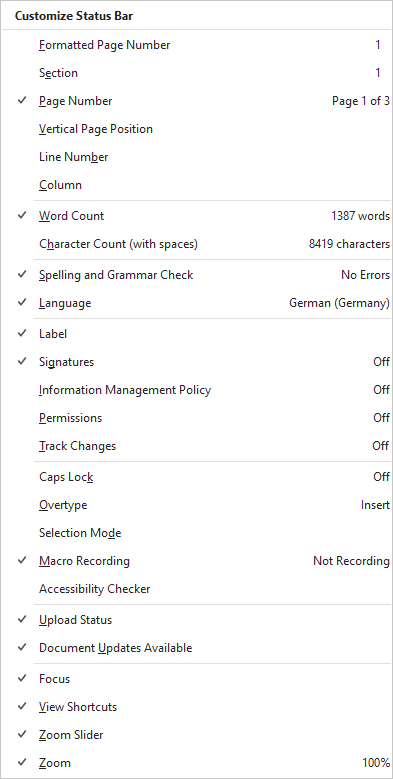 Customize Status Bar
Formatted Page Number 1
Section 1
Page Number Page 1 of 3
Vertical Page Position
Line Number
Column
Word Count 1387 words
Character Count (with spaces) 8419 characters
Spelling and Grammar Check No Errors
Language German (Germany)
Label
Signatures Off
Information Management Policy Off
Permissions Off
Track Changes Off
Caps Lock Off
Overtype Insert
Selection Mode
Macro Recording Not Recording
Accessibility Checker
Upload Status
Document Updates Available
Focus
View Shortcuts
Zoom Slider
Zoom 100%